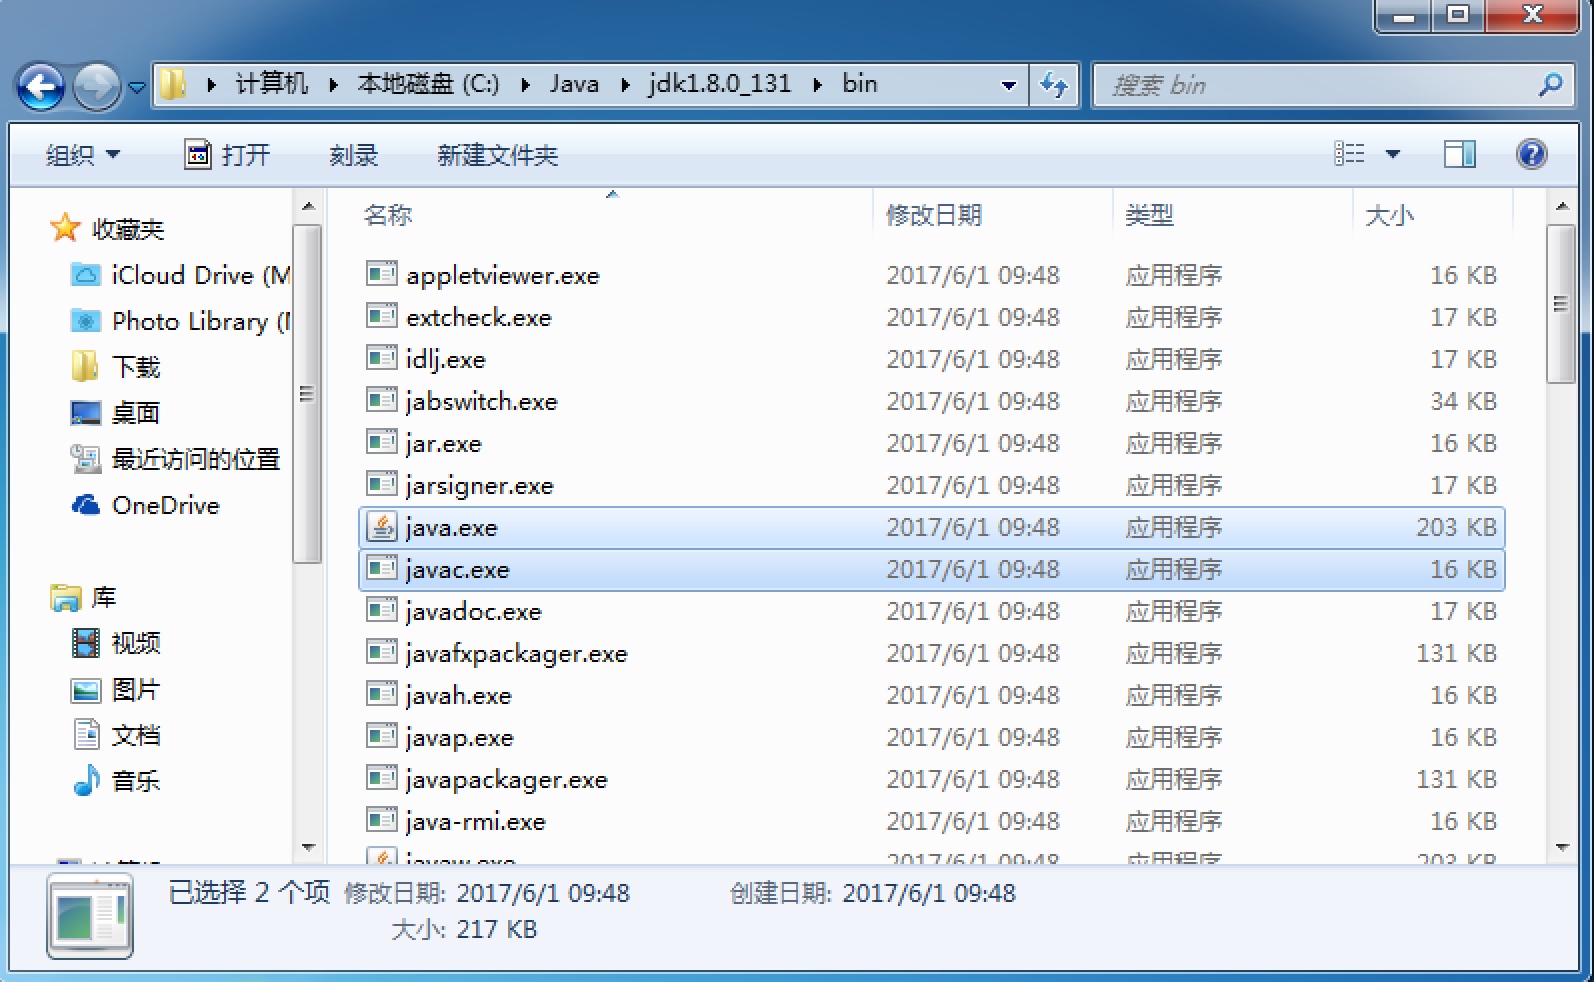 计算机 本地磁盘 (C:) Java jdk1.8.0_131 bin 搜索 bin
组织 打开 刻录 新建文件夹
收藏夹
iCloud Drive (M
Photo Library (
下载
桌面
最近访问的位置
OneDrive
库
视频
图片
文档
音乐
名称 修改日期 类型 大小
appletviewer.exe 2017/6/1 09:48 应用程序 16 KB
extcheck.exe 2017/6/1 09:48 应用程序 17 KB
idlj.exe 2017/6/1 09:48 应用程序 17 KB
jabswitch.exe 2017/6/1 09:48 应用程序 34 KB
jar.exe 2017/6/1 09:48 应用程序 16 KB
jarsigner.exe 2017/6/1 09:48 应用程序 17 KB
java.exe 2017/6/1 09:48 应用程序 203 KB
javac.exe 2017/6/1 09:48 应用程序 16 KB
javadoc.exe 2017/6/1 09:48 应用程序 17 KB
javafxpackager.exe 2017/6/1 09:48 应用程序 131 KB
javah.exe 2017/6/1 09:48 应用程序 16 KB
javap.exe 2017/6/1 09:48 应用程序 16 KB
javapackager.exe 2017/6/1 09:48 应用程序 131 KB
java-rmi.exe 2017/6/1 09:48 应用程序 16 KB
javaw.exe 2017/6/1 09:48 应用程序 203 KB
已选择 2 个项 修改日期: 2017/6/1 09:48 创建日期: 2017/6/1 09:48
大小: 217 KB